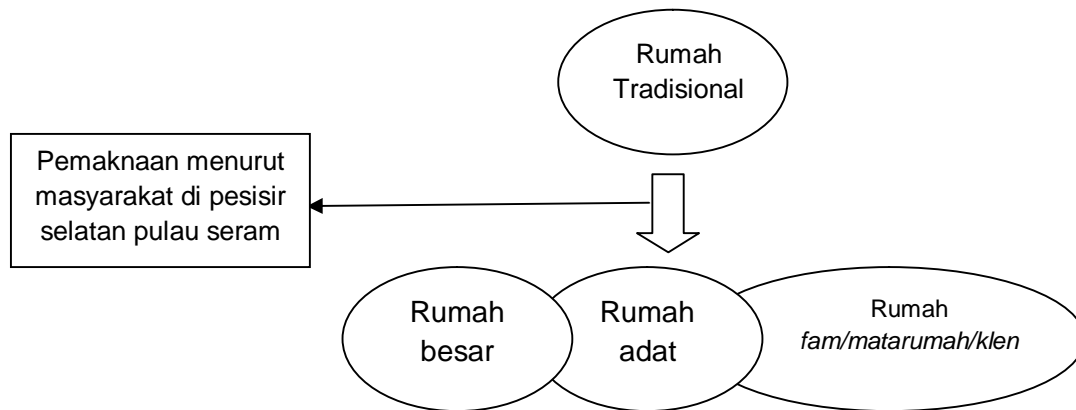 Rumah
Tradisional
Pemaknaan menurut
masyarakat di pesisir
selatan pulau seram
Rumah
besar
Rumah
adat
Rumah
fam/matarumah/klen